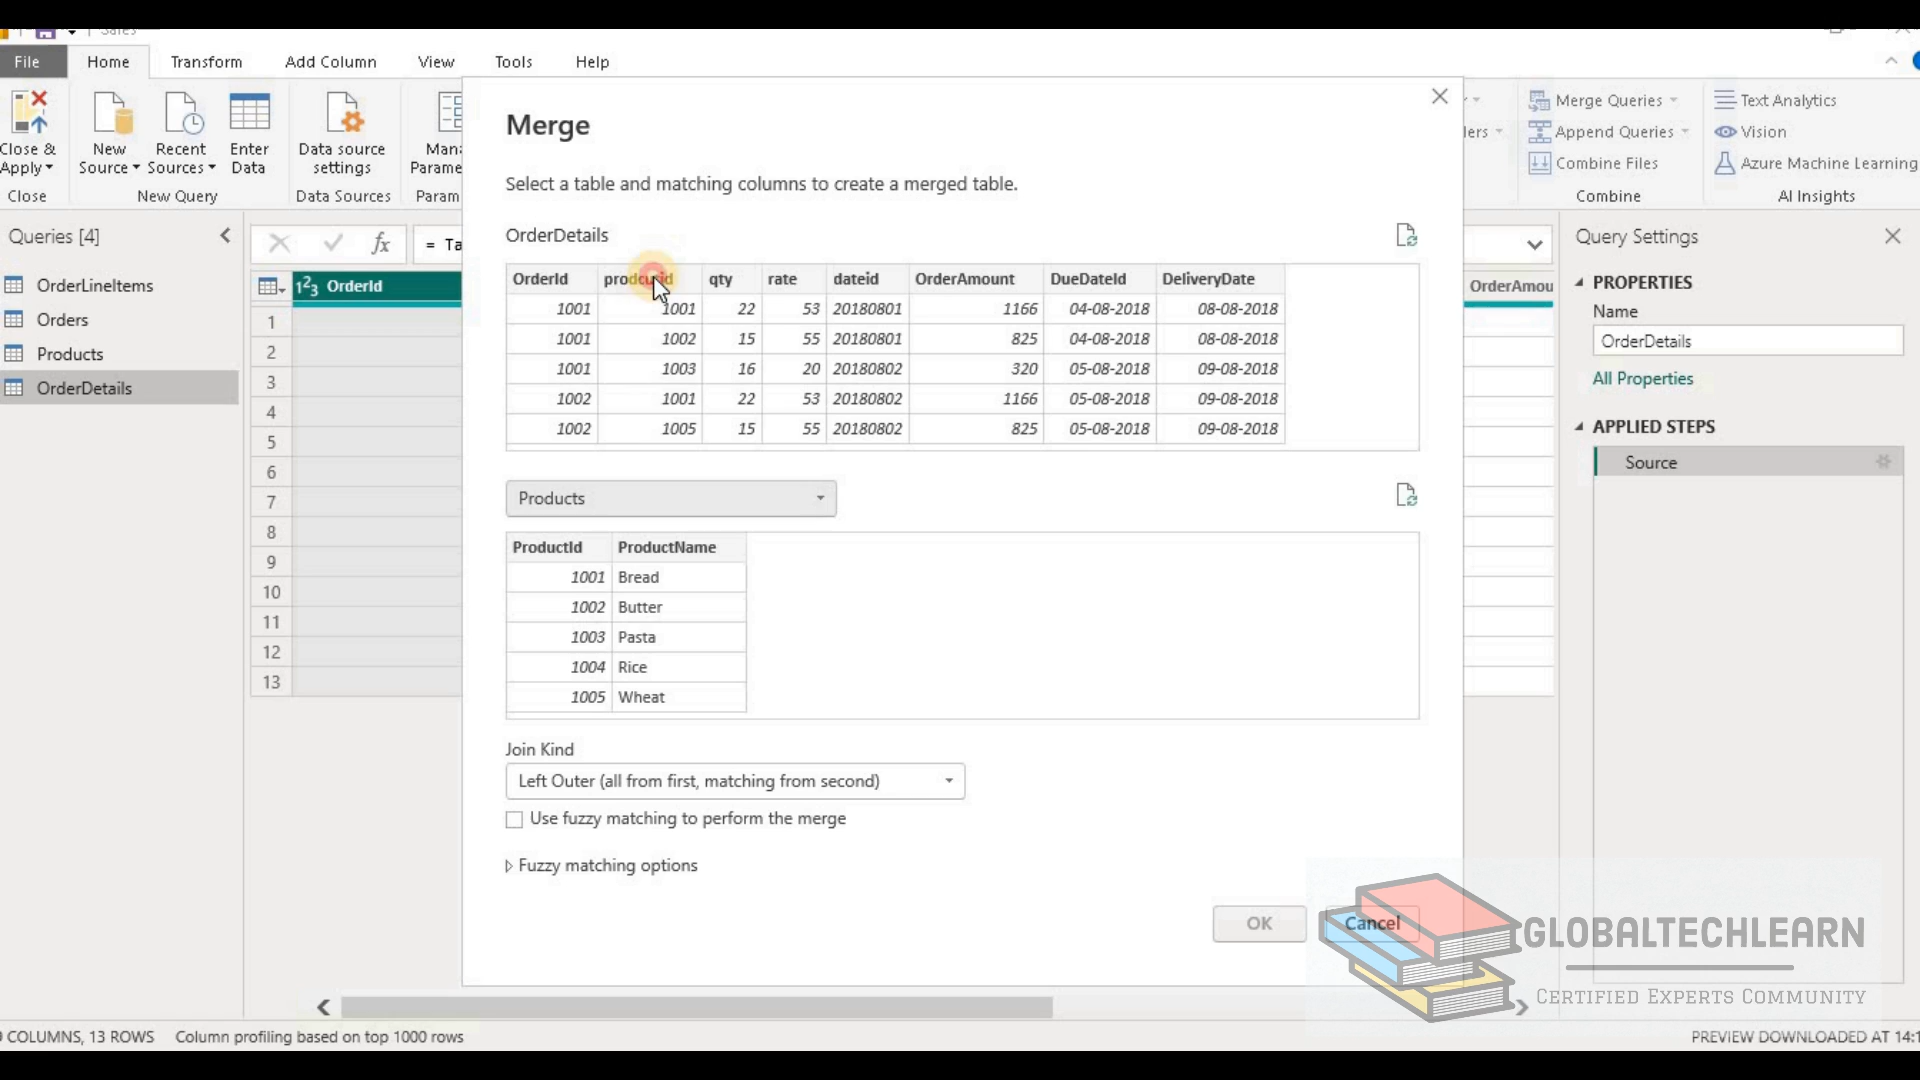 Sales
File Home Transform Add Column View Tools Help
Close & Apply
New Source
Recent Sources
Enter Data
Data source settings
Close
New Query
Data Sources
Param
Merge Queries
Append Queries
Combine Files
Combine
Text Analytics
Vision
Azure Machine Learning
AI Insights
Queries [4]
OrderLineItems
Orders
Products
OrderDetails
fx
= Ta
1²3 OrderId
1
2
3
4
5
6
7
8
9
10
11
12
13
Merge
Select a table and matching columns to create a merged table.
OrderDetails
OrderId qty rate dateid OrderAmount DueDateId DeliveryDate
1001 1001 22 53 20180801 1166 04-08-2018 08-08-2018
1001 1002 15 55 20180801 825 04-08-2018 08-08-2018
1001 1003 16 20 20180802 320 05-08-2018 09-08-2018
1002 1001 22 53 20180802 1166 05-08-2018 09-08-2018
1002 1005 15 55 20180802 825 05-08-2018 09-08-2018
Products
ProductId ProductName
1001 Bread
1002 Butter
1003 Pasta
1004 Rice
1005 Wheat
Join Kind
Left Outer (all from first, matching from second)
Use fuzzy matching to perform the merge
Fuzzy matching options
OK
Cancel
OrderAmou
Query Settings
PROPERTIES
Name
OrderDetails
All Properties
APPLIED STEPS
Source
GLOBALTECHLEARN
CERTIFIED EXPERTS COMMUNITY
COLUMNS, 13 ROWS Column profiling based on top 1000 rows
PREVIEW DOWNLOADED AT 14:1